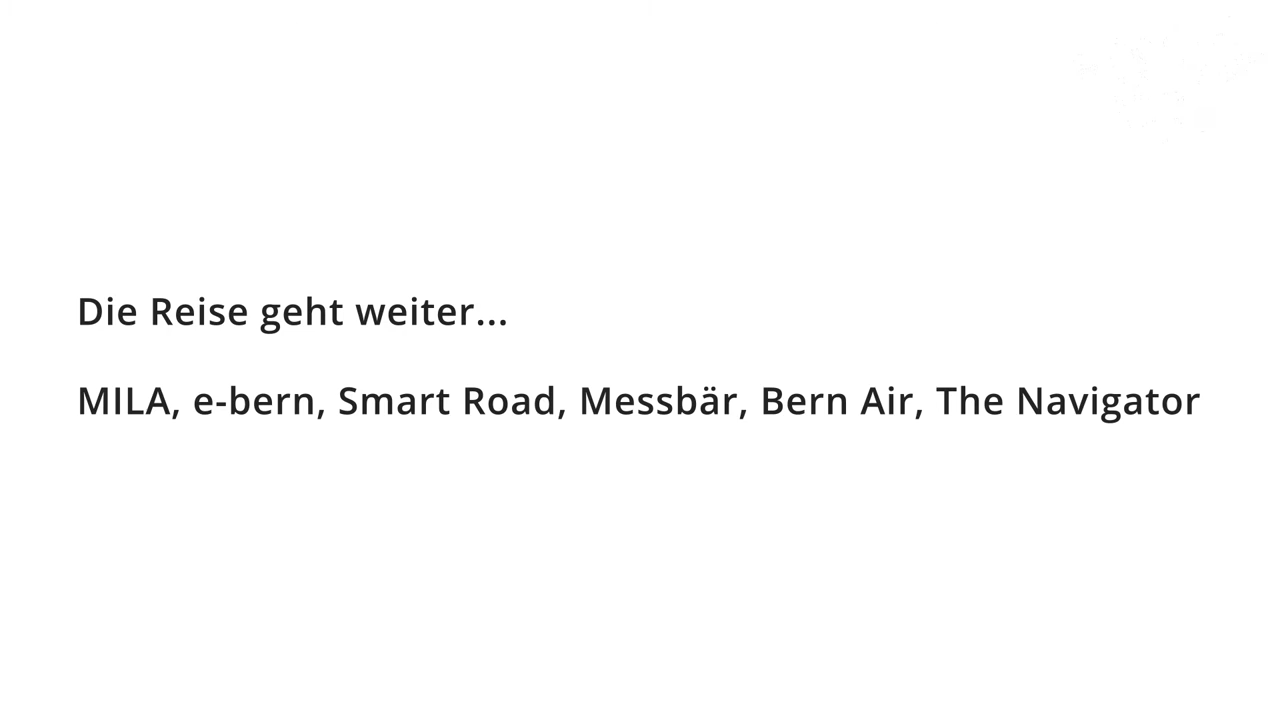 Die Reise geht weiter...
MILA, e-bern, Smart Road, Messbär, Bern Air, The Navigator